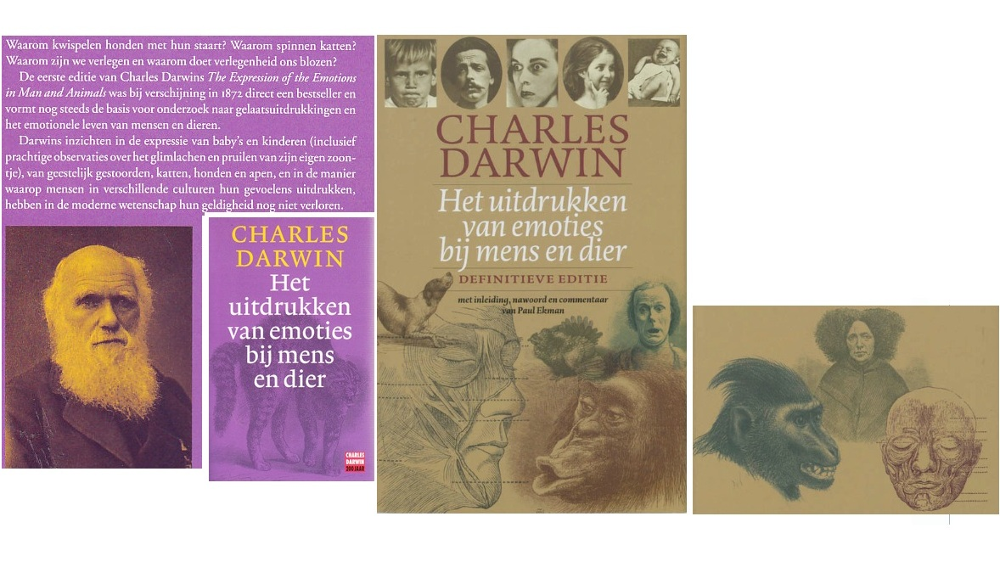 Waarom kwispelen honden met hun staart? Waarom spinnen katten?
Waarom zijn we verlegen en waarom doet verlegenheid ons blozen?
De eerste editie van Charles Darwins The Expression of the Emotions
in Man and Animals was bij verschijning in 1872 direct een bestseller en
vormt nog steeds de basis voor onderzoek naar gelaatsuitdrukkingen en
het emotionele leven van mensen en dieren.
Darwins inzichten in de expressie van baby's en kinderen (inclusief
prachtige observaties over het glimlachen en pruilen van zijn eigen zoon-
tje), van geestelijk gestoorden, katten, honden en apen, en in de manier
waarop mensen in verschillende culturen hun gevoelens uitdrukken,
hebben in de moderne wetenschap hun geldigheid nog niet verloren.
CHARLES
DARWIN
Het
uitdrukken
van emoties
bij mens
en dier
CHARLES
DARWIN
200 JAAR
CHARLES
DARWIN
Het uitdrukken
van emoties
bij mens en dier
DEFINITIEVE EDITIE
met inleiding, nawoord en commentaar
van Paul Ekman